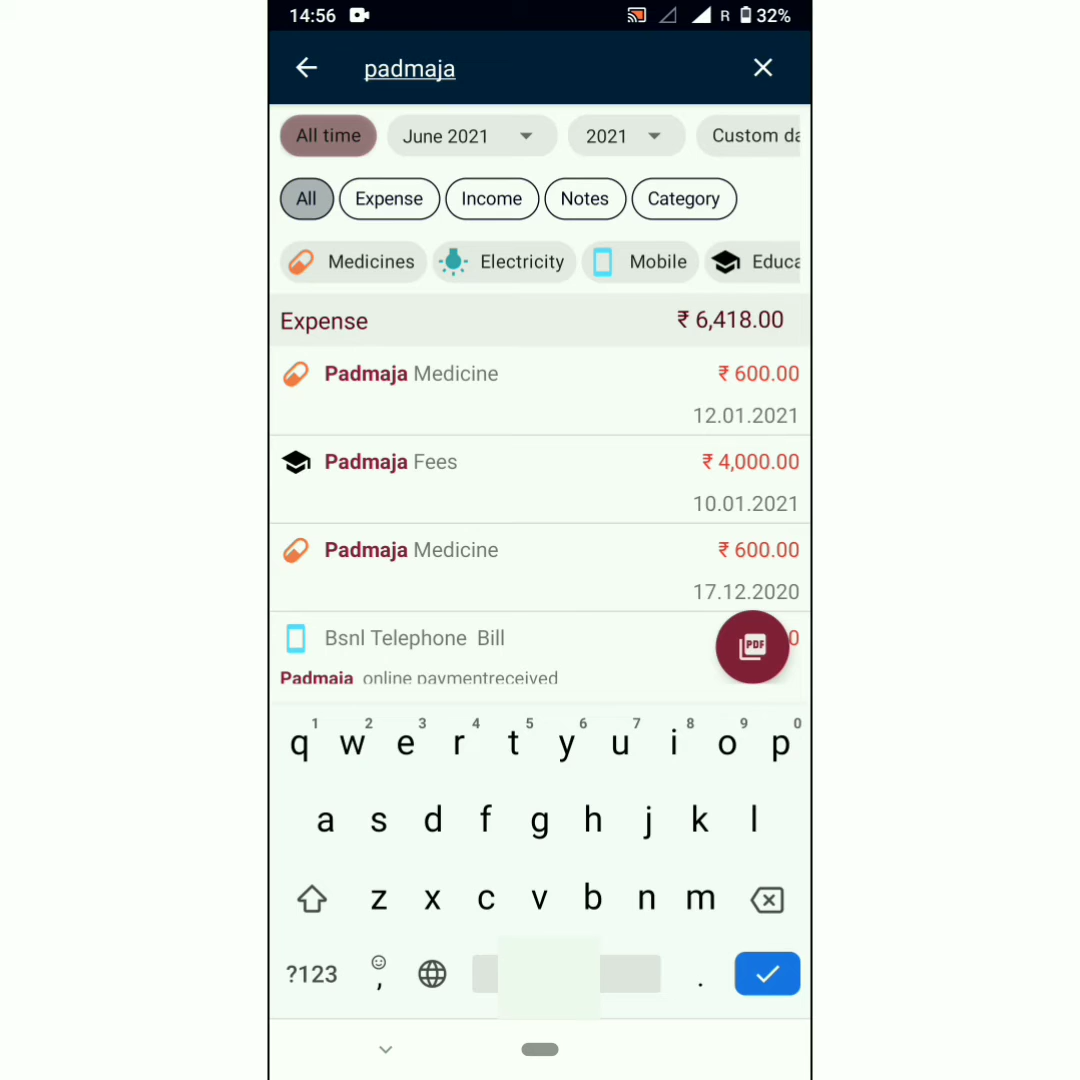 14:56 R 32%
padmaja
All time June 2021 2021 Custom da
All Expense Income Notes Category
Medicines Electricity Mobile Educa
Expense ₹ 6,418.00
Padmaja Medicine ₹ 600.00
12.01.2021
Padmaja Fees ₹ 4,000.00
10.01.2021
Padmaja Medicine ₹ 600.00
17.12.2020
Bsnl Telephone Bill 0
PDF
Padmaja online paymentreceived
1 2 3 4 5 6 7 8 9 0
q w e r t y u i o p
a s d f g h j k l
z x c v b n m
?123 , .